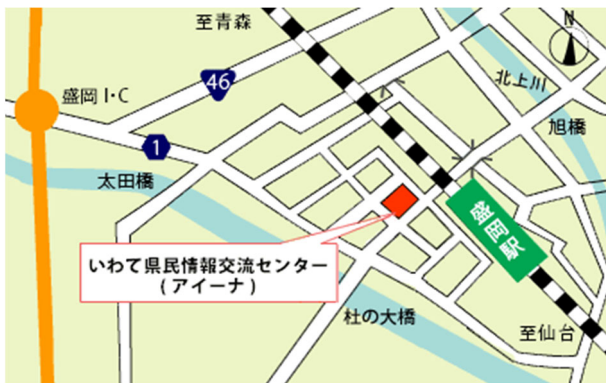 至青森
N
盛岡I・C
46
北上川
旭橋
1
太田橋
盛岡駅
いわて県民情報交流センター
(アイーナ)
杜の大橋
至仙台